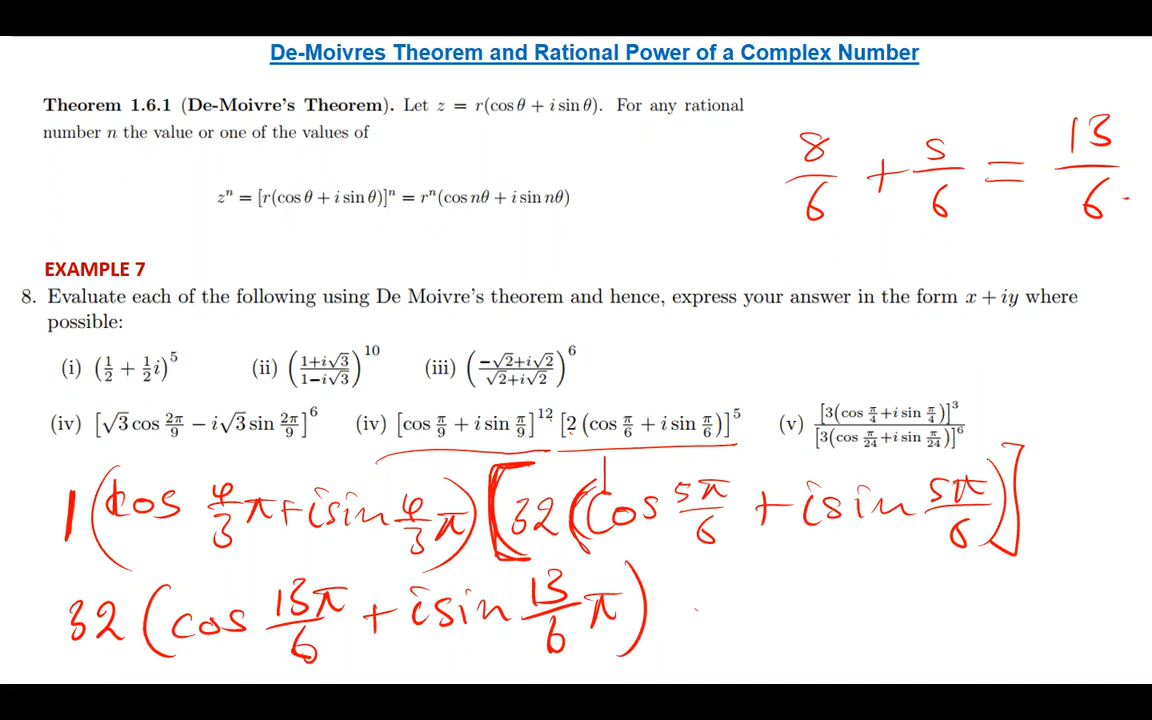 De-Moivres Theorem and Rational Power of a Complex Number
Theorem 1.6.1 (De-Moivre's Theorem). Let z = r(cos θ + i sin θ). For any rational
number n the value or one of the values of
8/6 + 5/6 = 13/6
zⁿ = [r(cos θ + i sin θ)]ⁿ = rⁿ(cos nθ + i sin nθ)
EXAMPLE 7
8. Evaluate each of the following using De Moivre's theorem and hence, express your answer in the form x + iy where
possible:
(i) (1/2 + 1/2 i)^5 (ii) ((1+i√3)/(1−i√3))^10 (iii) ((−√2+i√2)/(√2+i√2))^6
(iv) [√3 cos 2π/9 − i√3 sin 2π/9]^6 (iv) [cos π/9 + i sin π/9]^12 [2 (cos π/6 + i sin π/6)]^5 (v) [3(cos π/4 + i sin π/4)]^3 / [3(cos π/24 + i sin π/24)]^6
1 (cos 4/3 π + i sin 4/3 π) [32 (cos 5π/6 + i sin 5π/6)]
32 (cos 13π/6 + i sin 13/6 π)